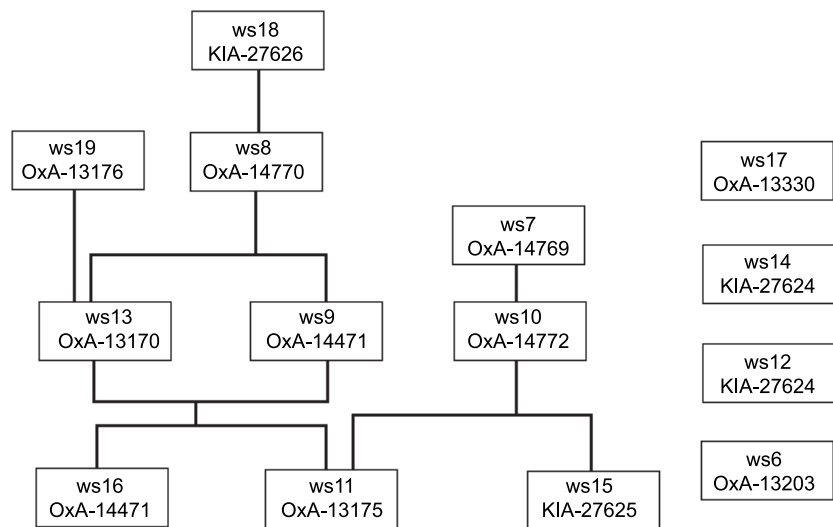 ws18
KIA-27626
ws19
OxA-13176
ws8
OxA-14770
ws17
OxA-13330
ws7
OxA-14769
ws14
KIA-27624
ws13
OxA-13170
ws9
OxA-14471
ws10
OxA-14772
ws12
KIA-27624
ws16
OxA-14471
ws11
OxA-13175
ws15
KIA-27625
ws6
OxA-13203